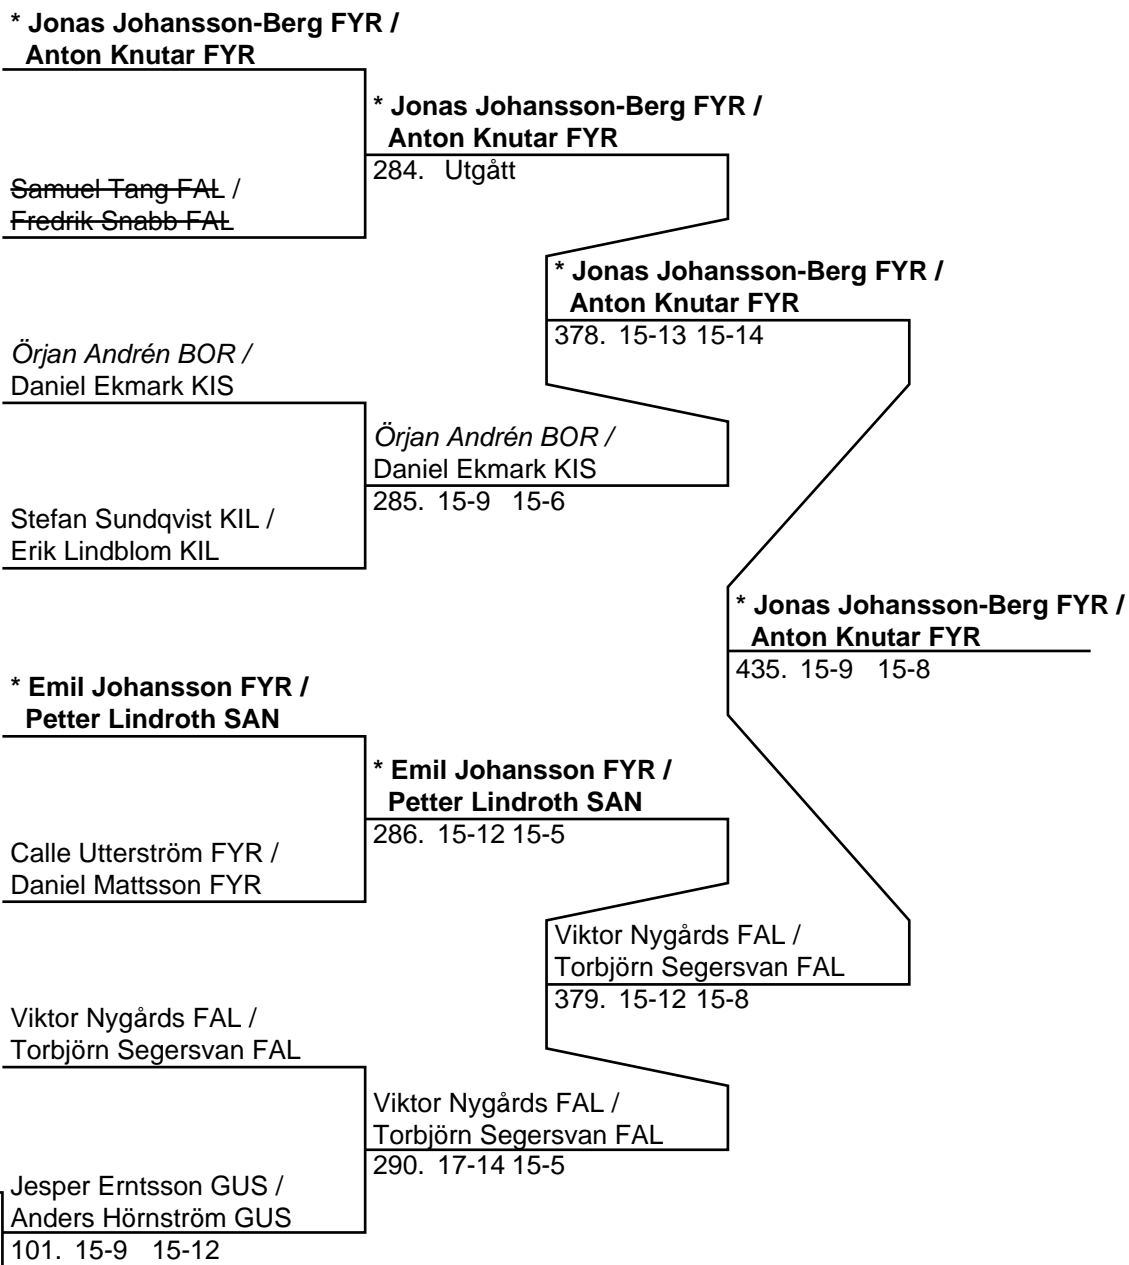 * Jonas Johansson-Berg FYR /
Anton Knutar FYR
* Jonas Johansson-Berg FYR /
Anton Knutar FYR
284. Utgått
Samuel Tang FAL /
Fredrik Snabb FAL
* Jonas Johansson-Berg FYR /
Anton Knutar FYR
378. 15-13 15-14
Örjan Andrén BOR /
Daniel Ekmark KIS
Örjan Andrén BOR /
Daniel Ekmark KIS
285. 15-9 15-6
Stefan Sundqvist KIL /
Erik Lindblom KIL
* Jonas Johansson-Berg FYR /
Anton Knutar FYR
435. 15-9 15-8
* Emil Johansson FYR /
Petter Lindroth SAN
* Emil Johansson FYR /
Petter Lindroth SAN
286. 15-12 15-5
Calle Utterström FYR /
Daniel Mattsson FYR
Viktor Nygårds FAL /
Torbjörn Segersvan FAL
379. 15-12 15-8
Viktor Nygårds FAL /
Torbjörn Segersvan FAL
Viktor Nygårds FAL /
Torbjörn Segersvan FAL
290. 17-14 15-5
Jesper Erntsson GUS /
Anders Hörnström GUS
101. 15-9 15-12